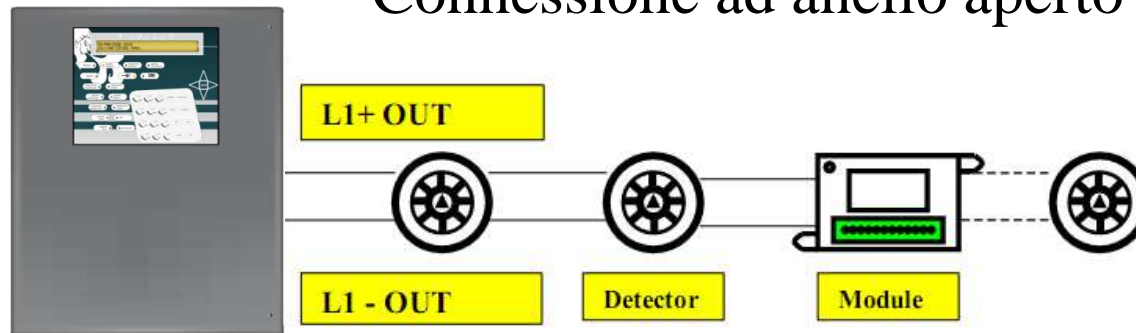 Connessione ad anello aperto
L1+ OUT
L1 - OUT
Detector
Module